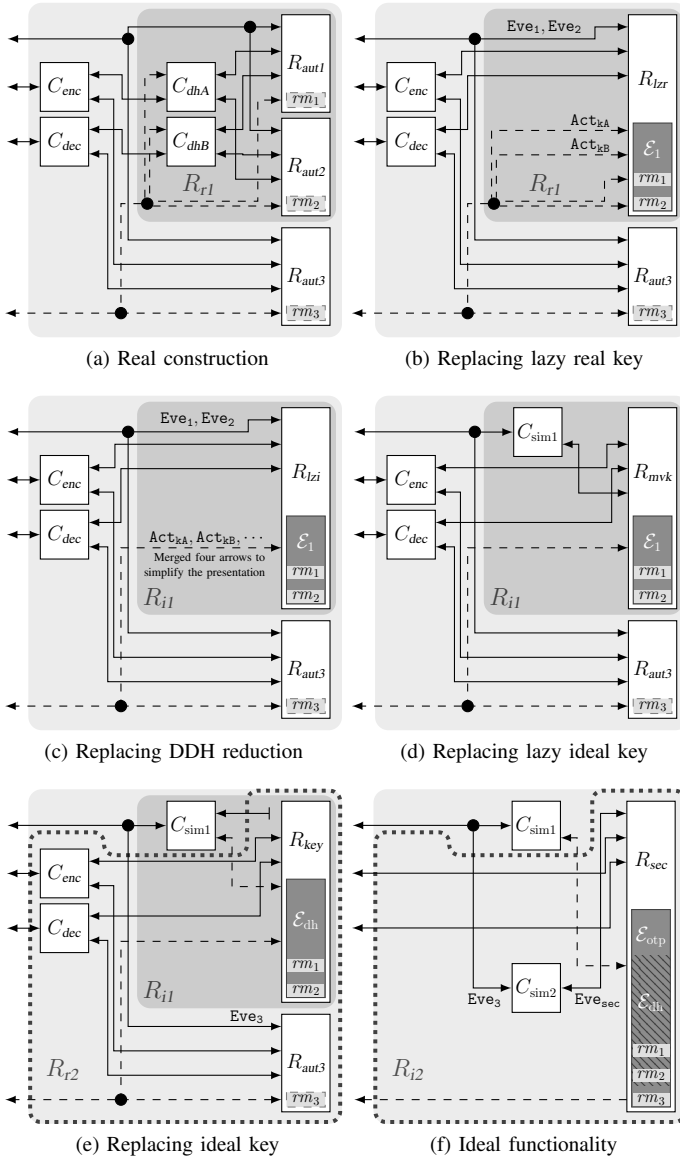 R_aut1
C_enc
C_dhA
rm_1
C_dec
C_dhB
R_aut2
R_r1
rm_2
R_aut3
rm_3
(a) Real construction
Eve_1, Eve_2
C_enc
R_lzr
C_dec
Act_kA
Act_kB
ℰ_1
rm_1
R_r1
rm_2
R_aut3
rm_3
(b) Replacing lazy real key
Eve_1, Eve_2
C_enc
R_lzi
C_dec
Act_kA, Act_kB, ···
Merged four arrows to
simplify the presentation
ℰ_1
rm_1
R_i1
rm_2
R_aut3
rm_3
(c) Replacing DDH reduction
C_sim1
C_enc
R_mvk
C_dec
ℰ_1
rm_1
R_i1
rm_2
R_aut3
rm_3
(d) Replacing lazy ideal key
C_sim1
R_key
C_enc
C_dec
ℰ_dh
rm_1
R_i1
rm_2
Eve_3
R_r2
R_aut3
rm_3
(e) Replacing ideal key
C_sim1
R_sec
ℰ_otp
Eve_3
C_sim2
Eve_sec
ℰ_dh
rm_1
R_i2
rm_2
rm_3
(f) Ideal functionality